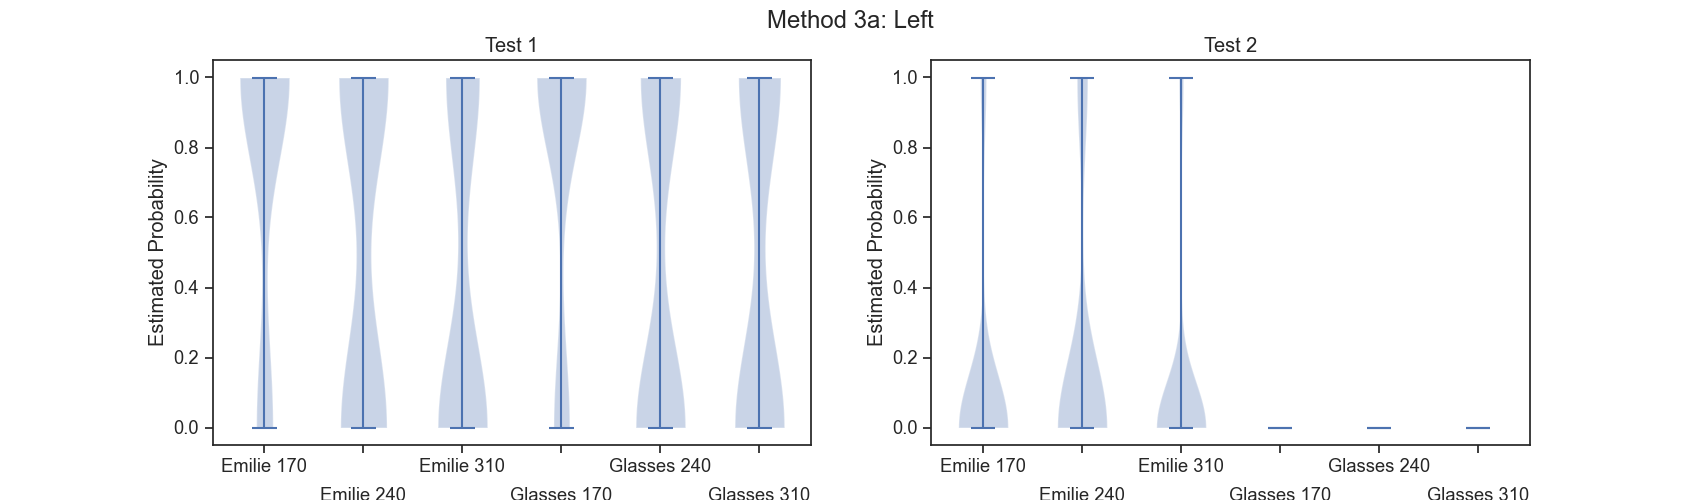 Method 3a: Left
Test 1
Estimated Probability
1.0
0.8
0.6
0.4
0.2
0.0
Emilie 170
Emilie 240
Emilie 310
Glasses 170
Glasses 240
Glasses 310
Test 2
Estimated Probability
1.0
0.8
0.6
0.4
0.2
0.0
Emilie 170
Emilie 240
Emilie 310
Glasses 170
Glasses 240
Glasses 310